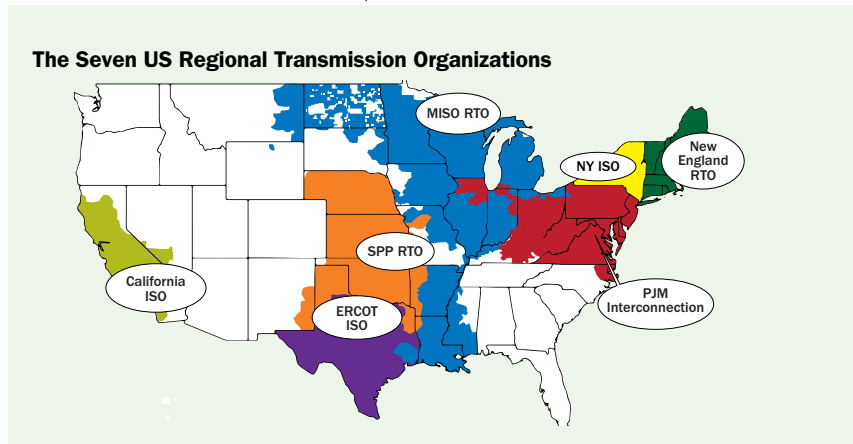 The Seven US Regional Transmission Organizations
MISO RTO
New
England
RTO
NY ISO
SPP RTO
California
ISO
PJM
Interconnection
ERCOT
ISO